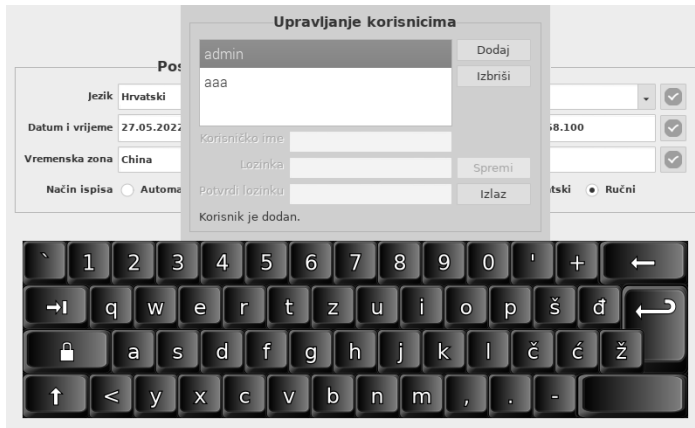 Upravljanje korisnicima
admin
Dodaj
aaa
Izbriši
Pos
Jezik Hrvatski
Datum i vrijeme 27.05.2022 58.100
Korisničko ime
Vremenska zona China
Lozinka
Spremi
Način ispisa Automa
Potvrdi lozinku
Izlaz
tski Ručni
Korisnik je dodan.
` 1 2 3 4 5 6 7 8 9 0 ' +
q w e r t z u i o p š đ
a s d f g h j k l č ć ž
< y x c v b n m , . -